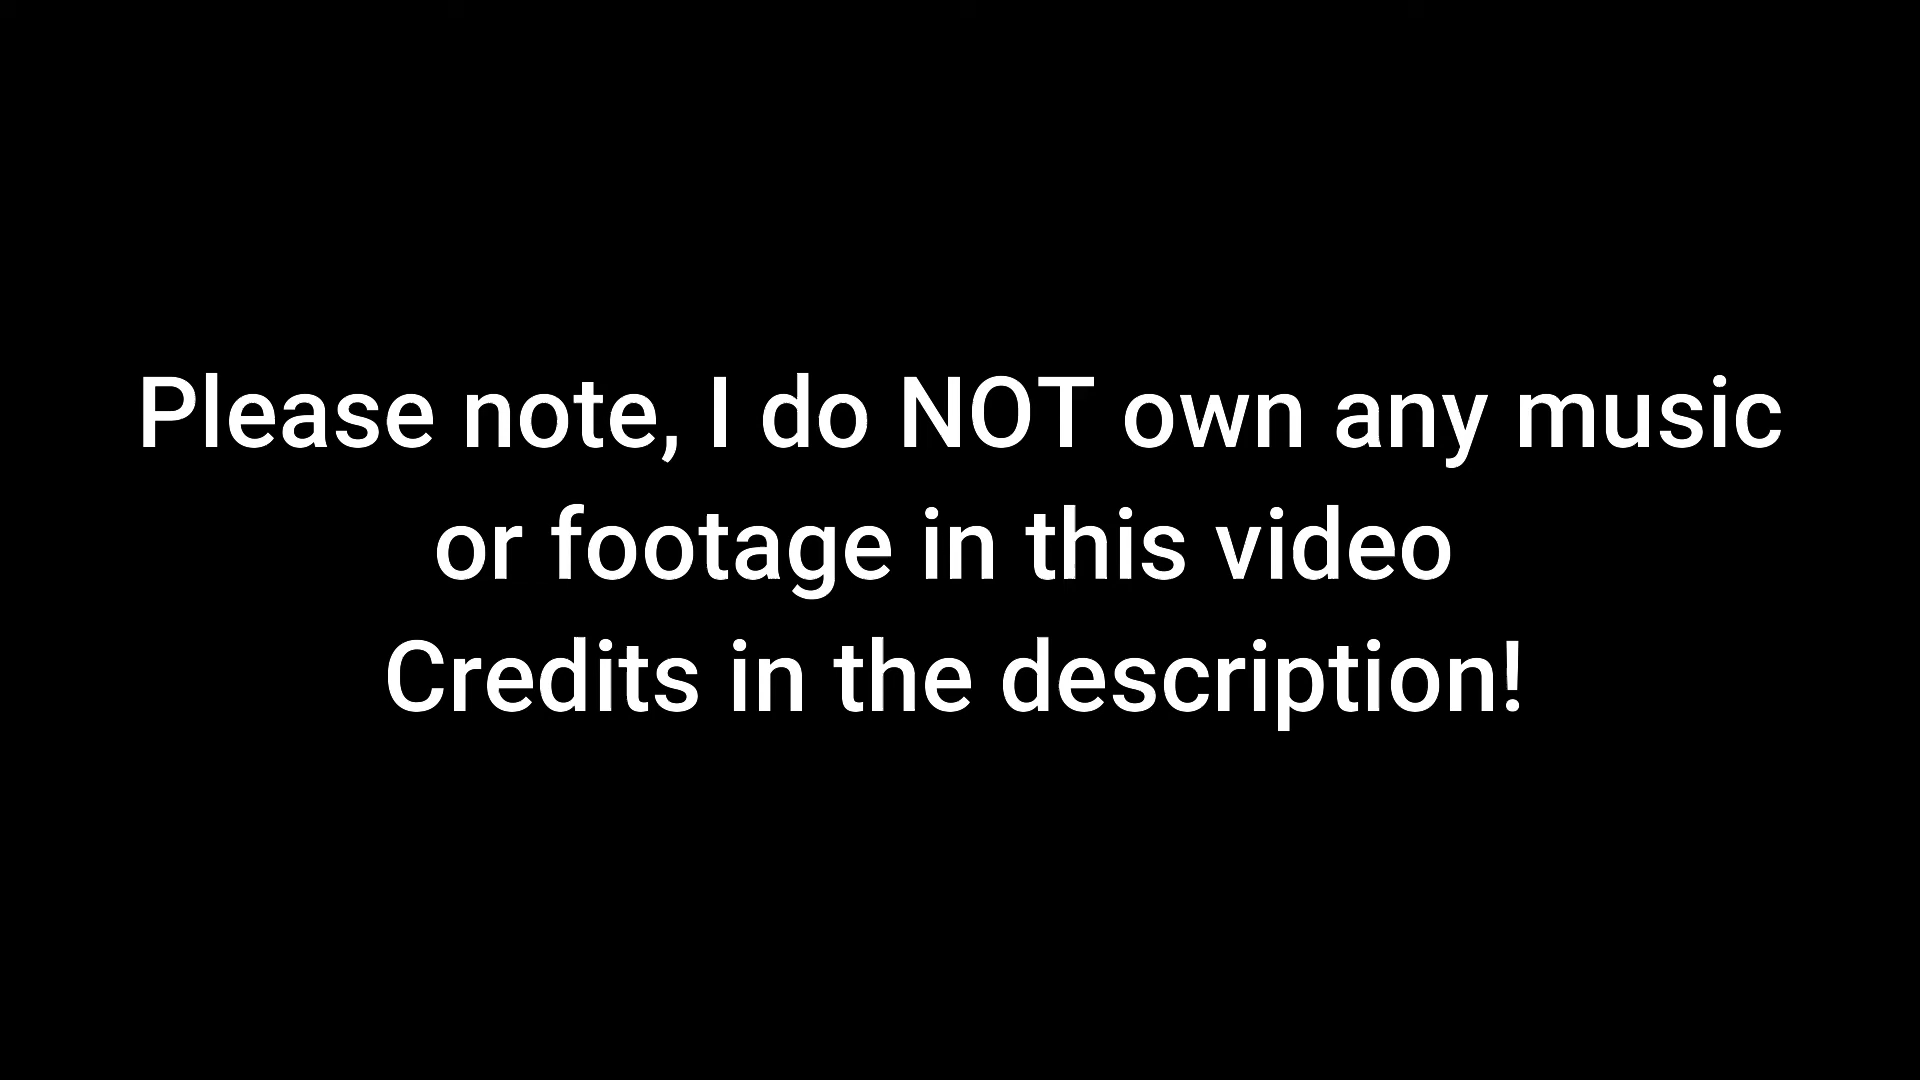 Please note, I do NOT own any music
or footage in this video
Credits in the description!